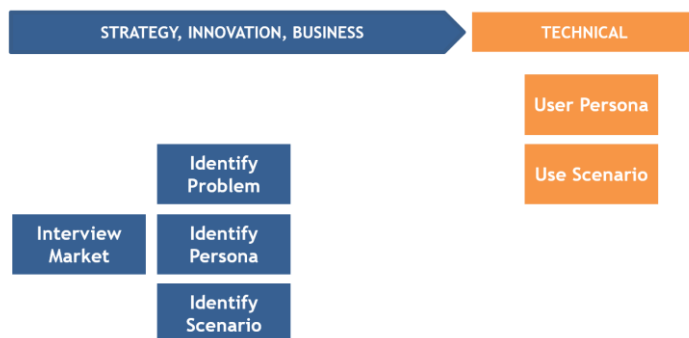 STRATEGY, INNOVATION, BUSINESS
TECHNICAL
User Persona
Identify
Problem
Use Scenario
Interview
Market
Identify
Persona
Identify
Scenario